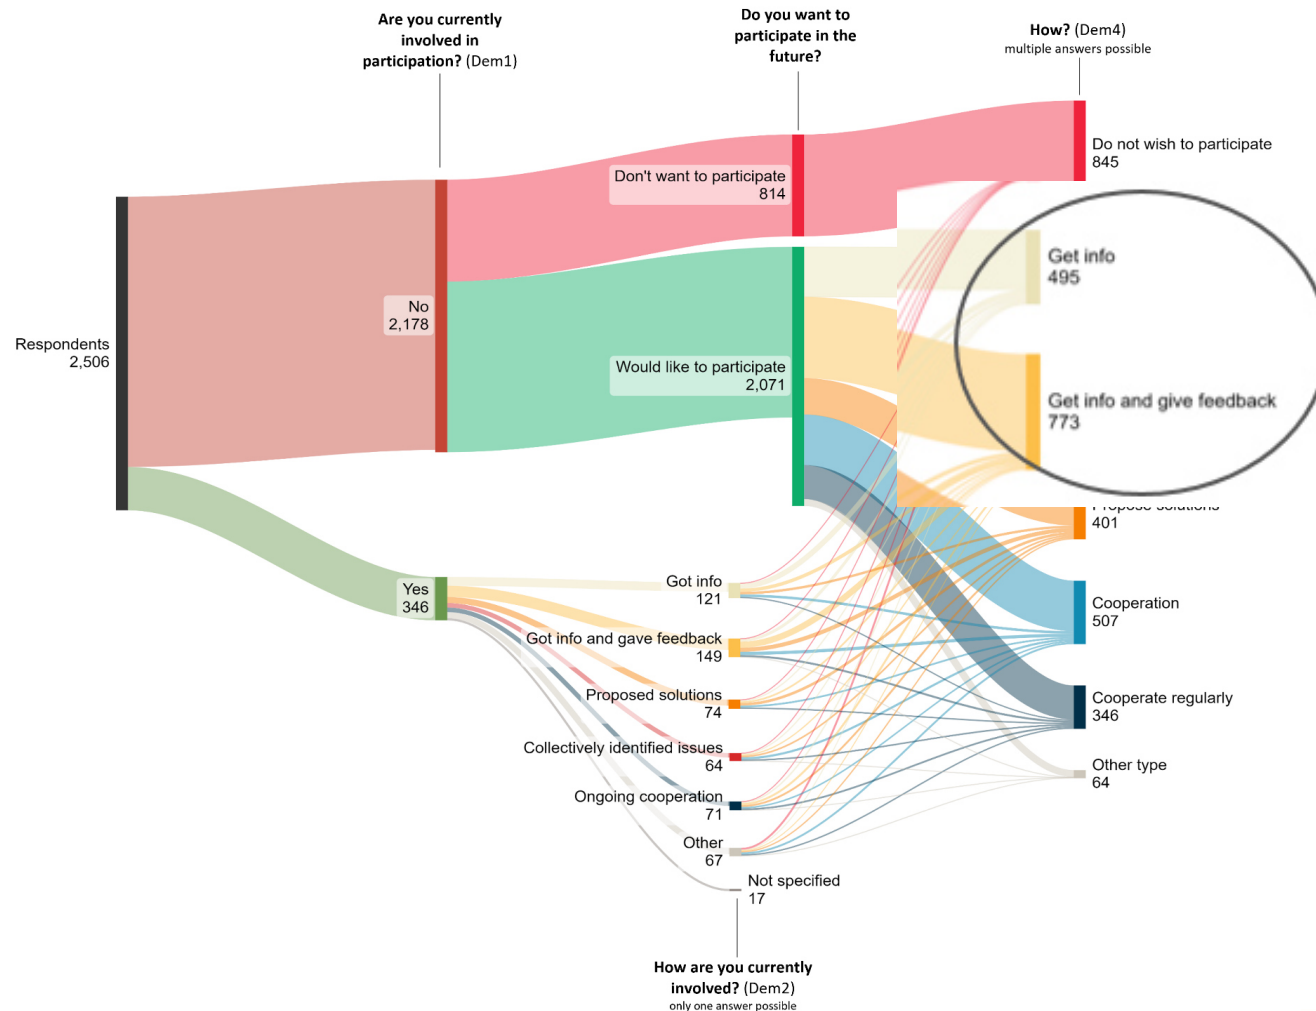 Are you currently
involved in
participation? (Dem1)
Do you want to
participate in the
future?
How? (Dem4)
multiple answers possible
Do not wish to participate
845
Don't want to participate
814
Get info
495
No
2,178
Respondents
2,506
Would like to participate
2,071
Get info and give feedback
773
Propose solutions
401
Got info
121
Yes
346
Cooperation
507
Got info and gave feedback
149
Proposed solutions
74
Cooperate regularly
346
Collectively identified issues
64
Other type
64
Ongoing cooperation
71
Other
67
Not specified
17
How are you currently
involved? (Dem2)
only one answer possible